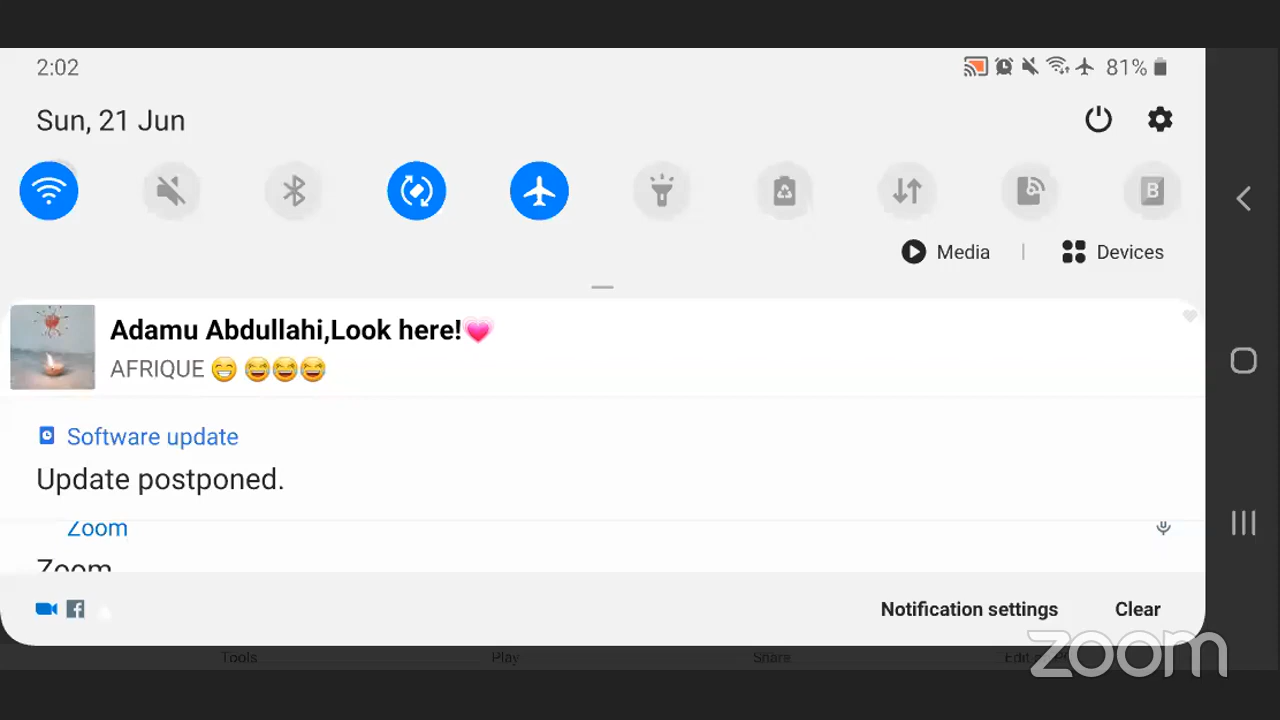 2:02
81%
Sun, 21 Jun
B
Media
Devices
Adamu Abdullahi,Look here!💗
AFRIQUE 😁 😂😂😂
Software update
Update postponed.
Zoom
Zoom
Notification settings
Clear
Tools
Play
Share
zoom